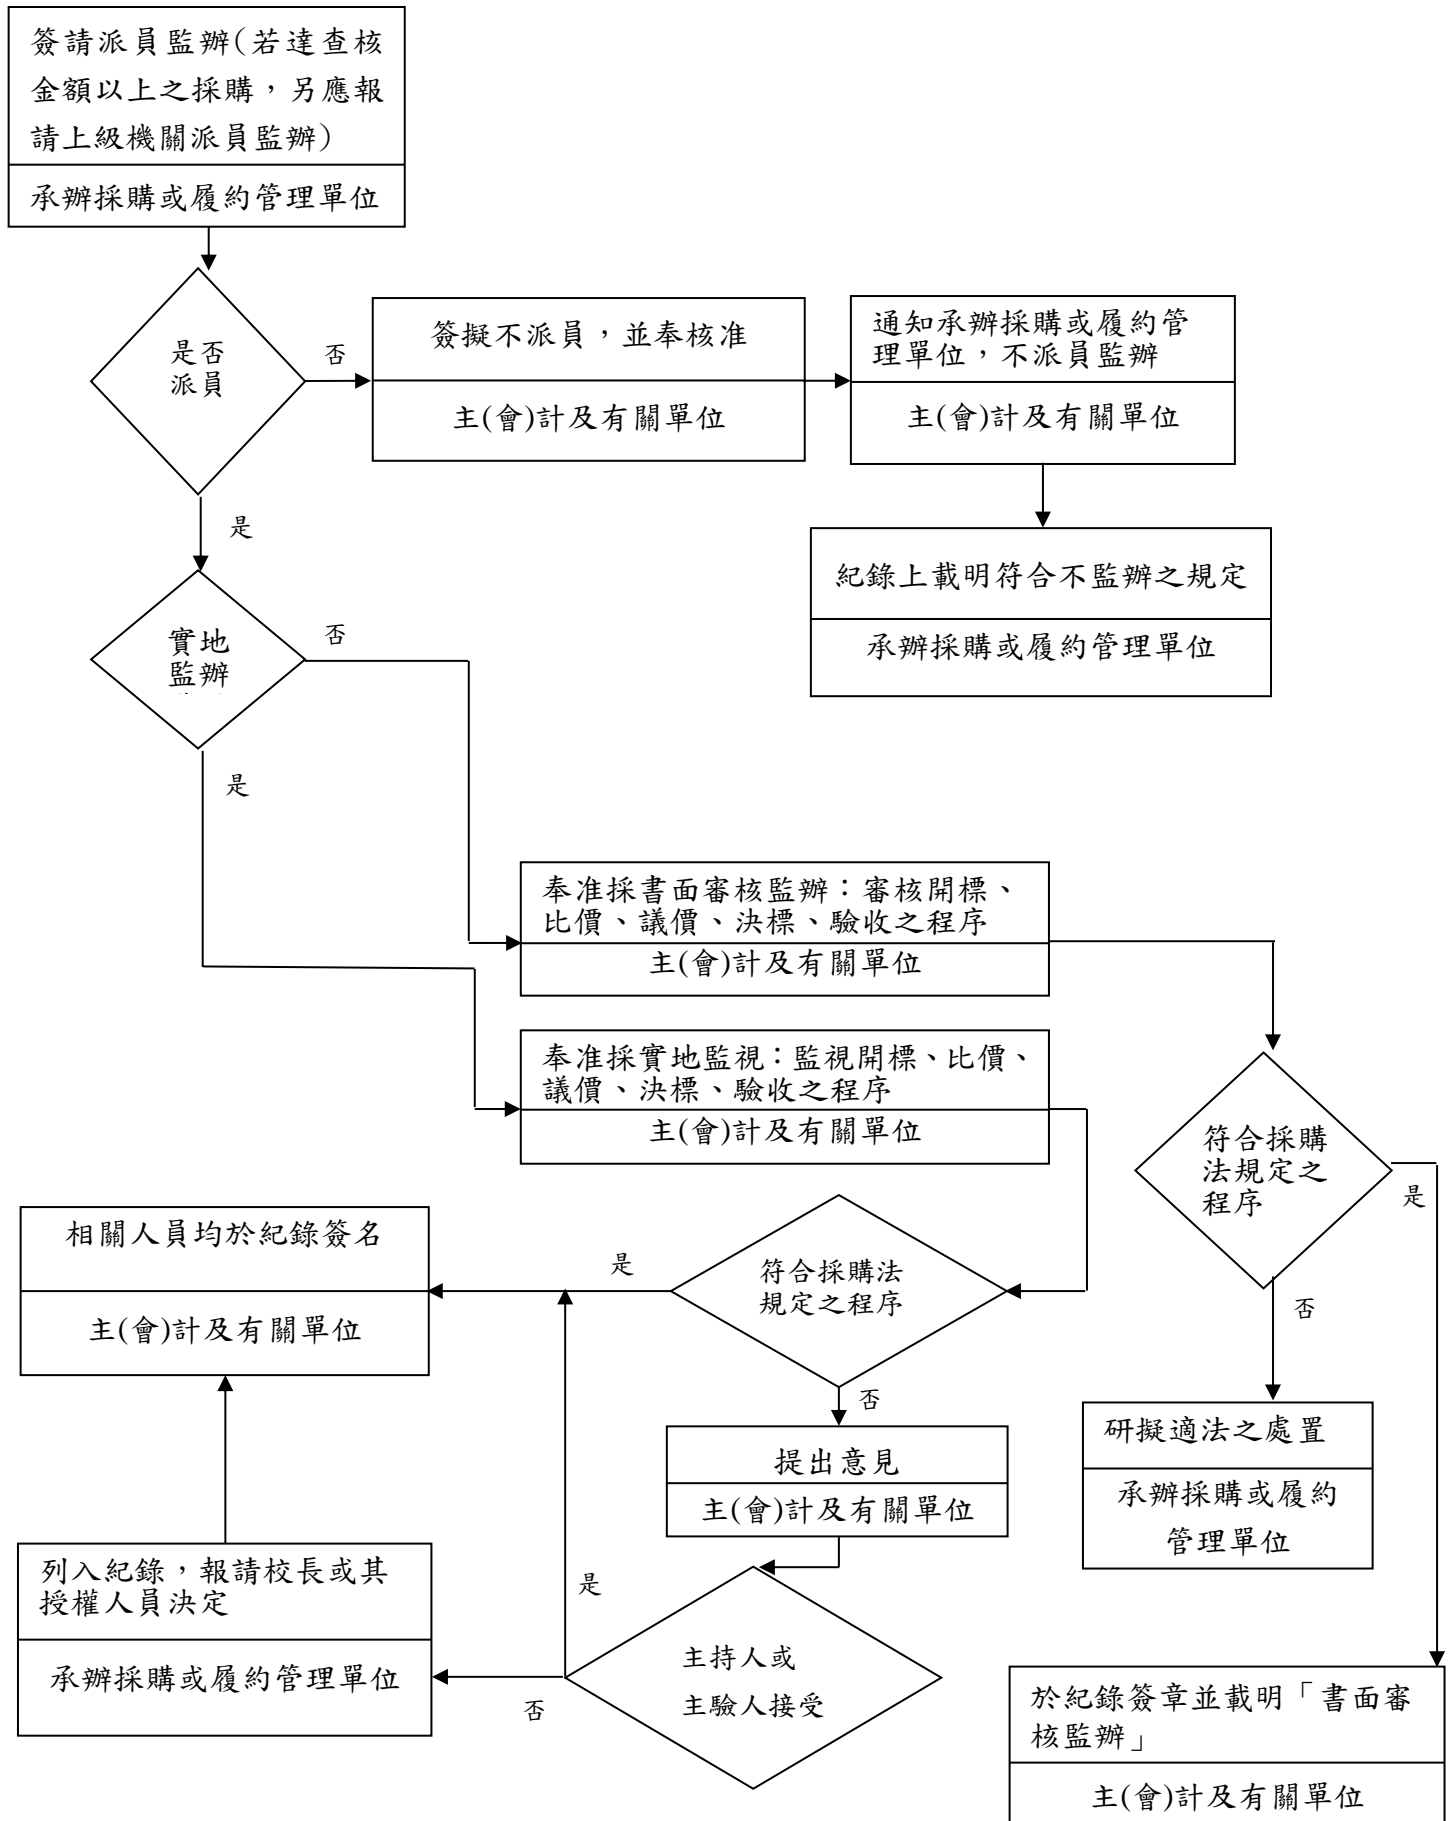 簽請派員監辦(若達查核
金額以上之採購，另應報
請上級機關派員監辦)
承辦採購或履約管理單位
是否
派員
否
簽擬不派員，並奉核准
主(會)計及有關單位
通知承辦採購或履約管
理單位，不派員監辦
主(會)計及有關單位
是
紀錄上載明符合不監辦之規定
承辦採購或履約管理單位
實地
監辦
否
是
奉准採書面審核監辦：審核開標、
比價、議價、決標、驗收之程序
主(會)計及有關單位
奉准採實地監視：監視開標、比價、
議價、決標、驗收之程序
主(會)計及有關單位
符合採購
法規定之
程序
是
否
相關人員均於紀錄簽名
主(會)計及有關單位
是
符合採購法
規定之程序
否
提出意見
主(會)計及有關單位
研擬適法之處置
承辦採購或履約
管理單位
列入紀錄，報請校長或其
授權人員決定
承辦採購或履約管理單位
是
否
主持人或
主驗人接受
於紀錄簽章並載明「書面審
核監辦」
主(會)計及有關單位